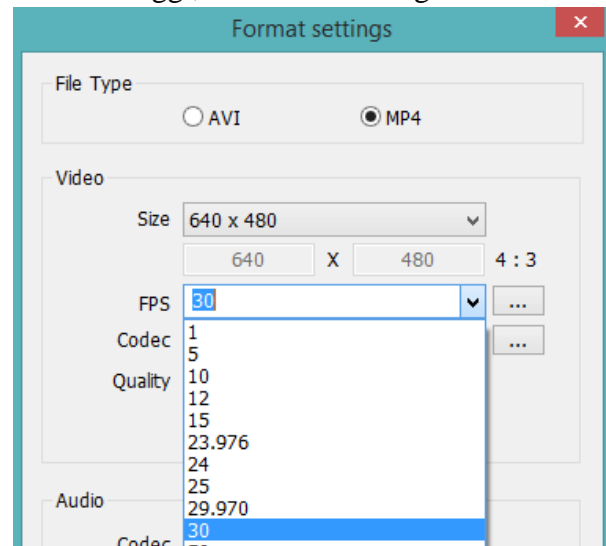 Format settings
File Type
AVI MP4
Video
Size 640 x 480
640 X 480 4 : 3
FPS 30 ...
Codec 1 ...
5
Quality 10
12
15
23.976
24
25
29.970
Audio
30
Codec